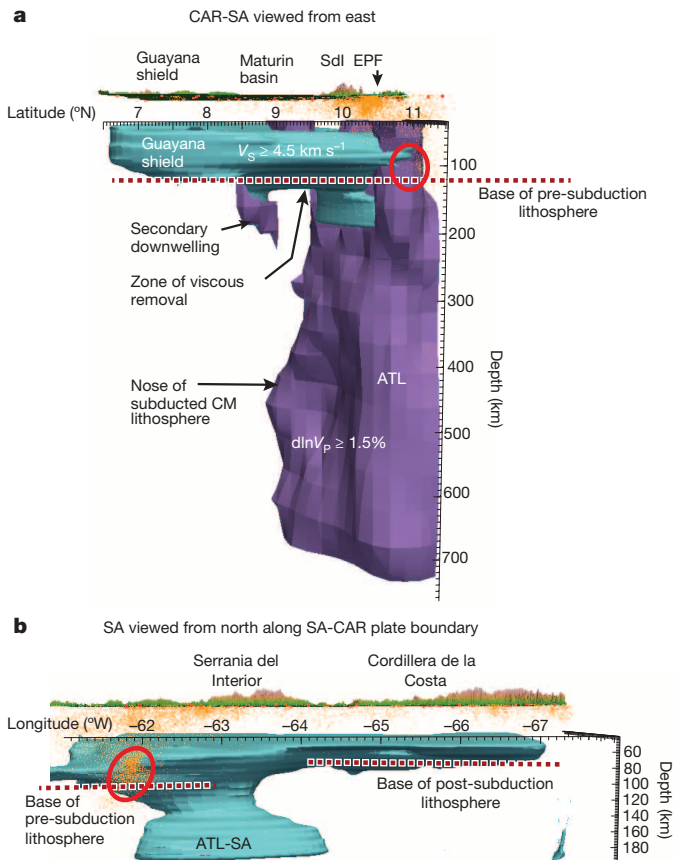 a
CAR-SA viewed from east
Guayana
shield
Maturin
basin
SdI EPF
Latitude (ºN) 7 8 9 10 11
Guayana
shield
V_S ≥ 4.5 km s⁻¹
100
Base of pre-subduction
lithosphere
Secondary
downwelling
200
Zone of viscous
removal
300
Nose of
subducted CM
lithosphere
ATL
400
Depth (km)
dlnV_P ≥ 1.5%
500
600
700
b
SA viewed from north along SA-CAR plate boundary
Serrania del
Interior
Cordillera de la
Costa
Longitude (ºW) –62 –63 –64 –65 –66 –67
60
80
100
120
140
160
180
Depth (km)
Base of
pre-subduction
lithosphere
Base of post-subduction
lithosphere
ATL-SA